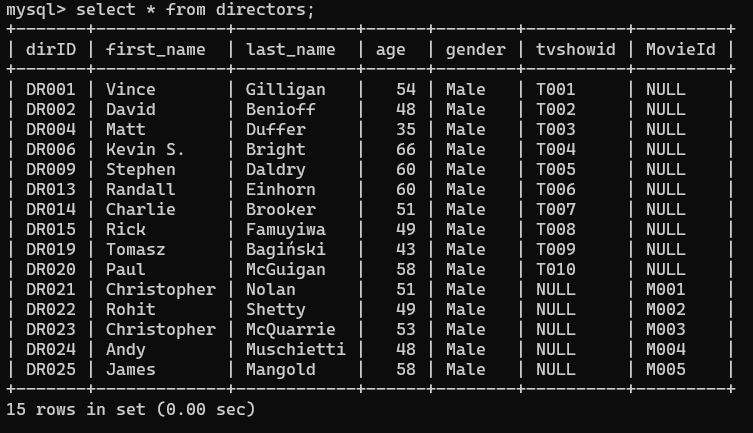 mysql> select * from directors;
+-------+-------------+------------+------+--------+----------+---------+
| dirID | first_name  | last_name  | age  | gender | tvshowid | MovieId |
+-------+-------------+------------+------+--------+----------+---------+
| DR001 | Vince       | Gilligan   |   54 | Male   | T001     | NULL    |
| DR002 | David       | Benioff    |   48 | Male   | T002     | NULL    |
| DR004 | Matt        | Duffer     |   35 | Male   | T003     | NULL    |
| DR006 | Kevin S.    | Bright     |   66 | Male   | T004     | NULL    |
| DR009 | Stephen     | Daldry     |   60 | Male   | T005     | NULL    |
| DR013 | Randall     | Einhorn    |   60 | Male   | T006     | NULL    |
| DR014 | Charlie     | Brooker    |   51 | Male   | T007     | NULL    |
| DR015 | Rick        | Famuyiwa   |   49 | Male   | T008     | NULL    |
| DR019 | Tomasz      | Bagiński   |   43 | Male   | T009     | NULL    |
| DR020 | Paul        | McGuigan   |   58 | Male   | T010     | NULL    |
| DR021 | Christopher | Nolan      |   51 | Male   | NULL     | M001    |
| DR022 | Rohit       | Shetty     |   49 | Male   | NULL     | M002    |
| DR023 | Christopher | McQuarrie  |   53 | Male   | NULL     | M003    |
| DR024 | Andy        | Muschietti |   48 | Male   | NULL     | M004    |
| DR025 | James       | Mangold    |   58 | Male   | NULL     | M005    |
+-------+-------------+------------+------+--------+----------+---------+
15 rows in set (0.00 sec)